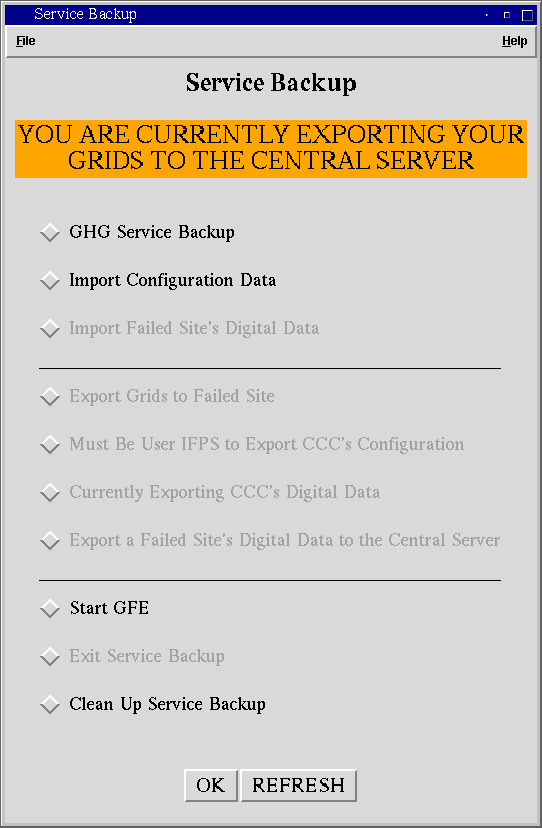 Service Backup
File Help
Service Backup
YOU ARE CURRENTLY EXPORTING YOUR
GRIDS TO THE CENTRAL SERVER
GHG Service Backup
Import Configuration Data
Import Failed Site's Digital Data
Export Grids to Failed Site
Must Be User IFPS to Export CCC's Configuration
Currently Exporting CCC's Digital Data
Export a Failed Site's Digital Data to the Central Server
Start GFE
Exit Service Backup
Clean Up Service Backup
OK REFRESH